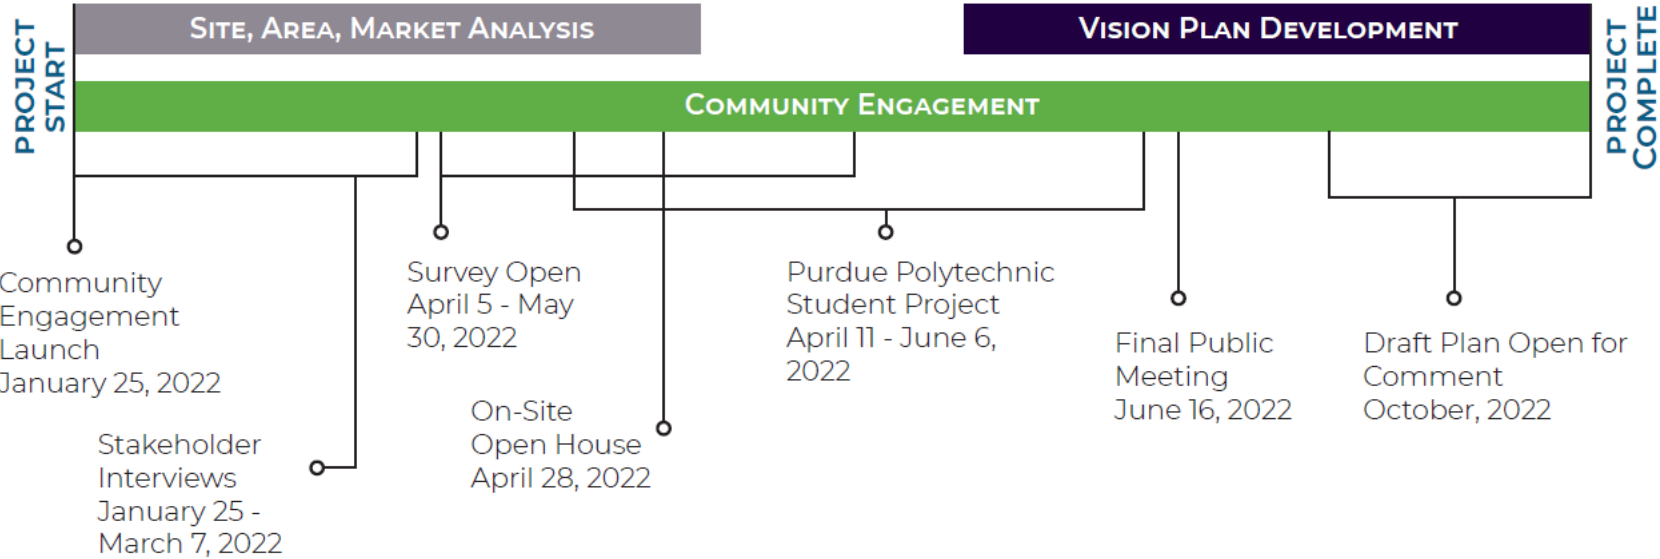 PROJECT
START
SITE, AREA, MARKET ANALYSIS
VISION PLAN DEVELOPMENT
PROJECT
COMPLETE
COMMUNITY ENGAGEMENT
Community
Engagement
Launch
January 25, 2022
Stakeholder
Interviews
January 25 -
March 7, 2022
Survey Open
April 5 - May
30, 2022
On-Site
Open House
April 28, 2022
Purdue Polytechnic
Student Project
April 11 - June 6,
2022
Final Public
Meeting
June 16, 2022
Draft Plan Open for
Comment
October, 2022